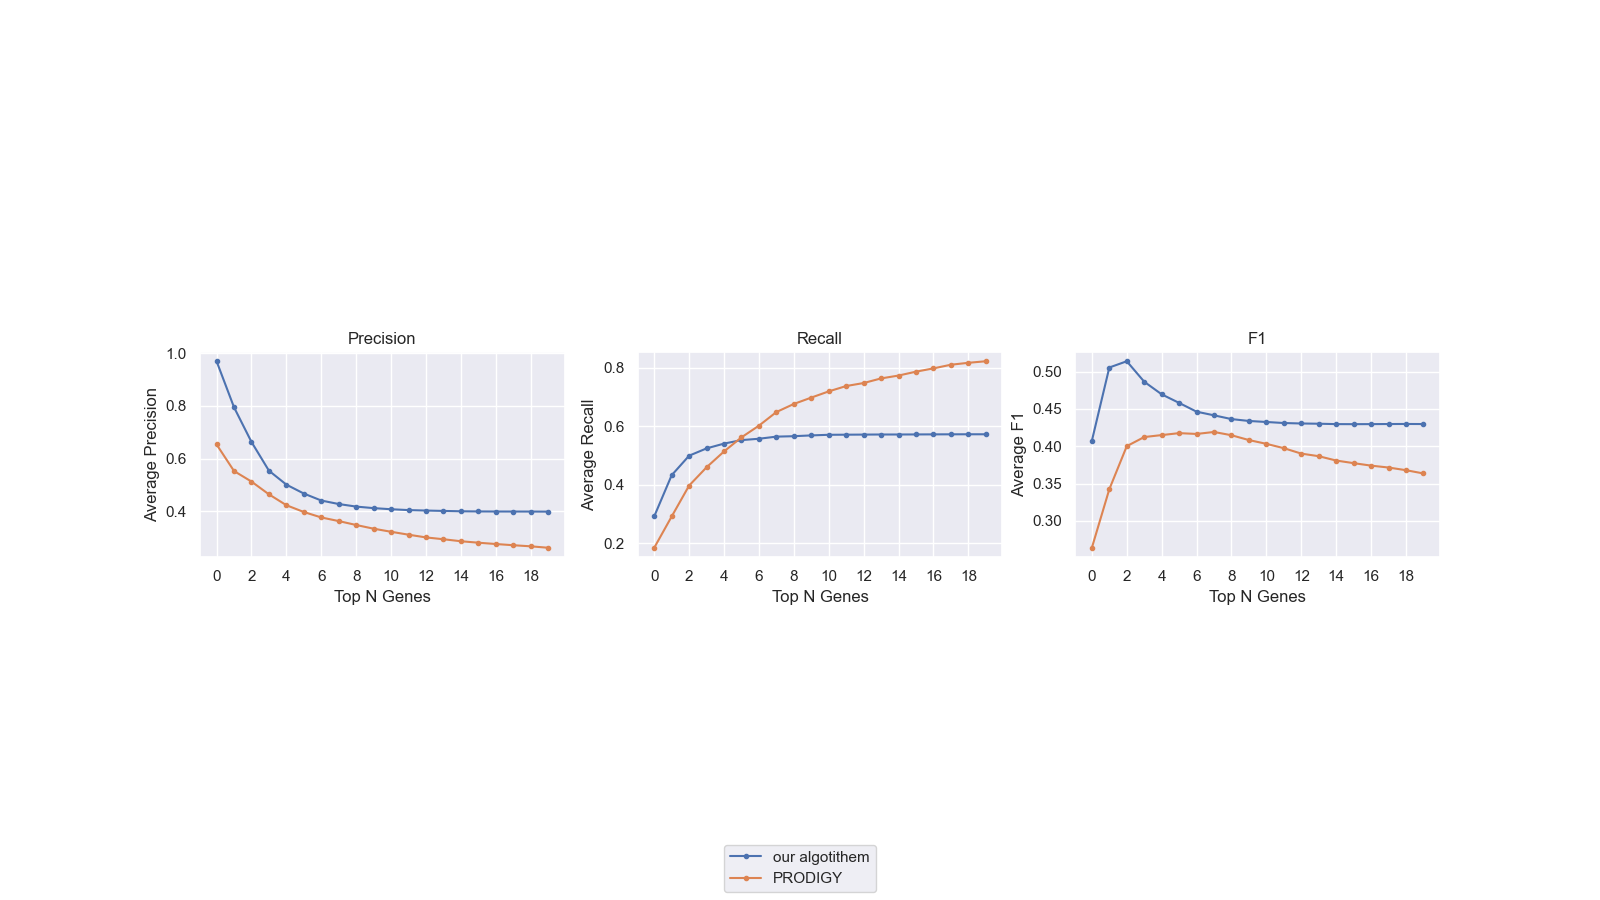 Precision
Average Precision
1.0
0.8
0.6
0.4
0 2 4 6 8 10 12 14 16 18
Top N Genes
Recall
Average Recall
0.8
0.6
0.4
0.2
0 2 4 6 8 10 12 14 16 18
Top N Genes
F1
Average F1
0.50
0.45
0.40
0.35
0.30
0 2 4 6 8 10 12 14 16 18
Top N Genes
our algotithem
PRODIGY